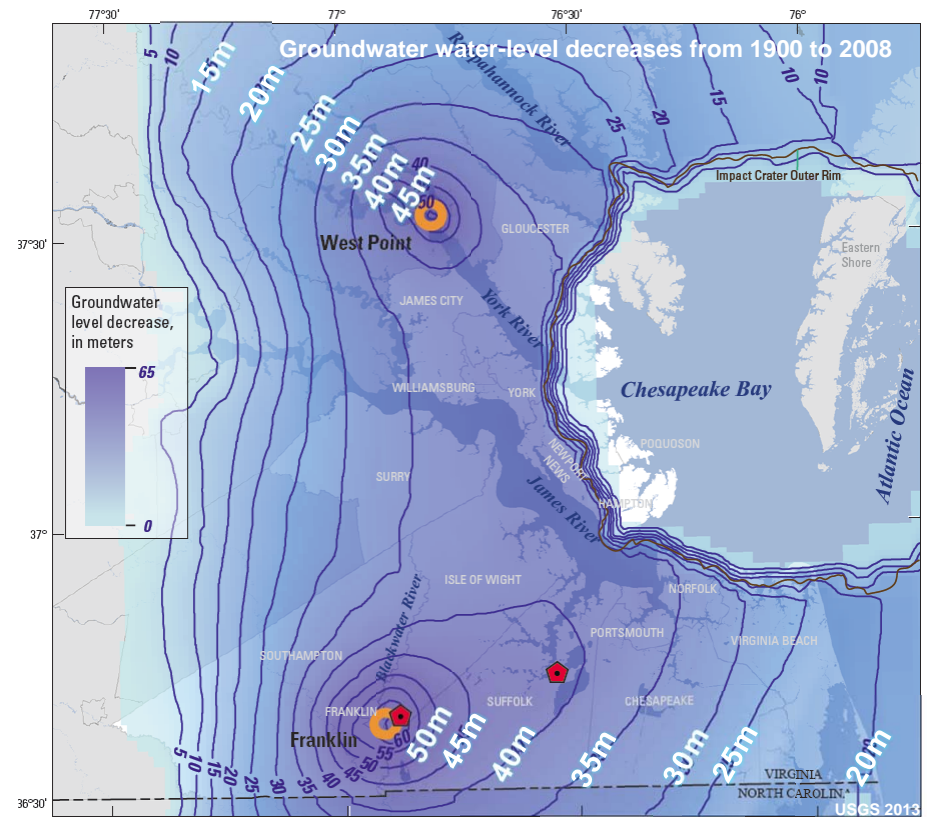 77°30'
77°
76°30'
76°
Groundwater water-level decreases from 1900 to 2008
5
10
15m
20m
25m
30m
35m
40m
45m
40
50
Rappahannock River
25
20
15
10
10
Impact Crater Outer Rim
West Point
GLOUCESTER
37°30'
Eastern
Shore
Groundwater
level decrease,
in meters
65
0
JAMES CITY
York River
WILLIAMSBURG
YORK
Chesapeake Bay
Atlantic Ocean
POQUOSON
NEWPORT
NEWS
SURRY
James River
HAMPTON
37°
ISLE OF WIGHT
NORFOLK
Blackwater River
PORTSMOUTH
VIRGINIA BEACH
SOUTHAMPTON
SUFFOLK
CHESAPEAKE
FRANKLIN
Franklin
5
10
15
20
25
30
35
40
45
50
55
60
50m
45m
40m
35m
30m
25m
20m
VIRGINIA
NORTH CAROLIN
36°30'
USGS 2013